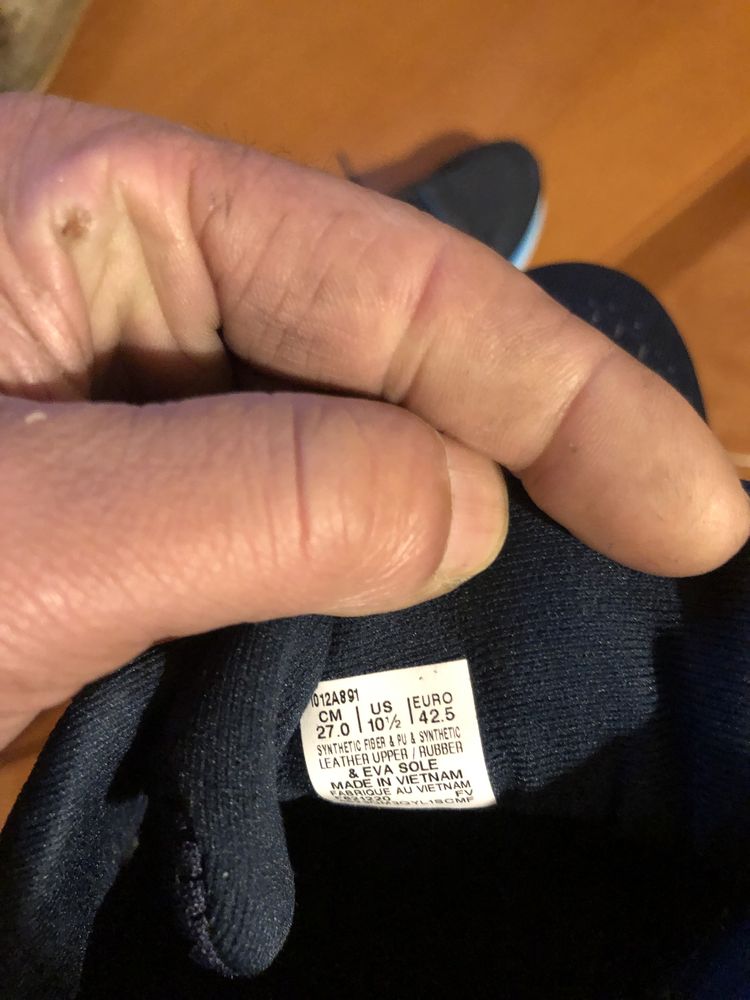 1012A891
CM | US | EURO
27.0 | 10½ | 42.5
SYNTHETIC FIBER & PU & SYNTHETIC
LEATHER UPPER / RUBBER
& EVA SOLE
MADE IN VIETNAM
FABRIQUE AU VIETNAM
FV